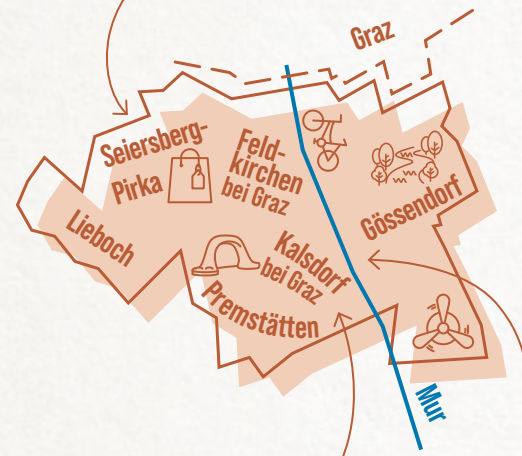 Graz
Seiersberg-
Pirka
Feld-
kirchen
bei Graz
Lieboch
Gössendorf
Kalsdorf
bei Graz
Premstätten
Mur